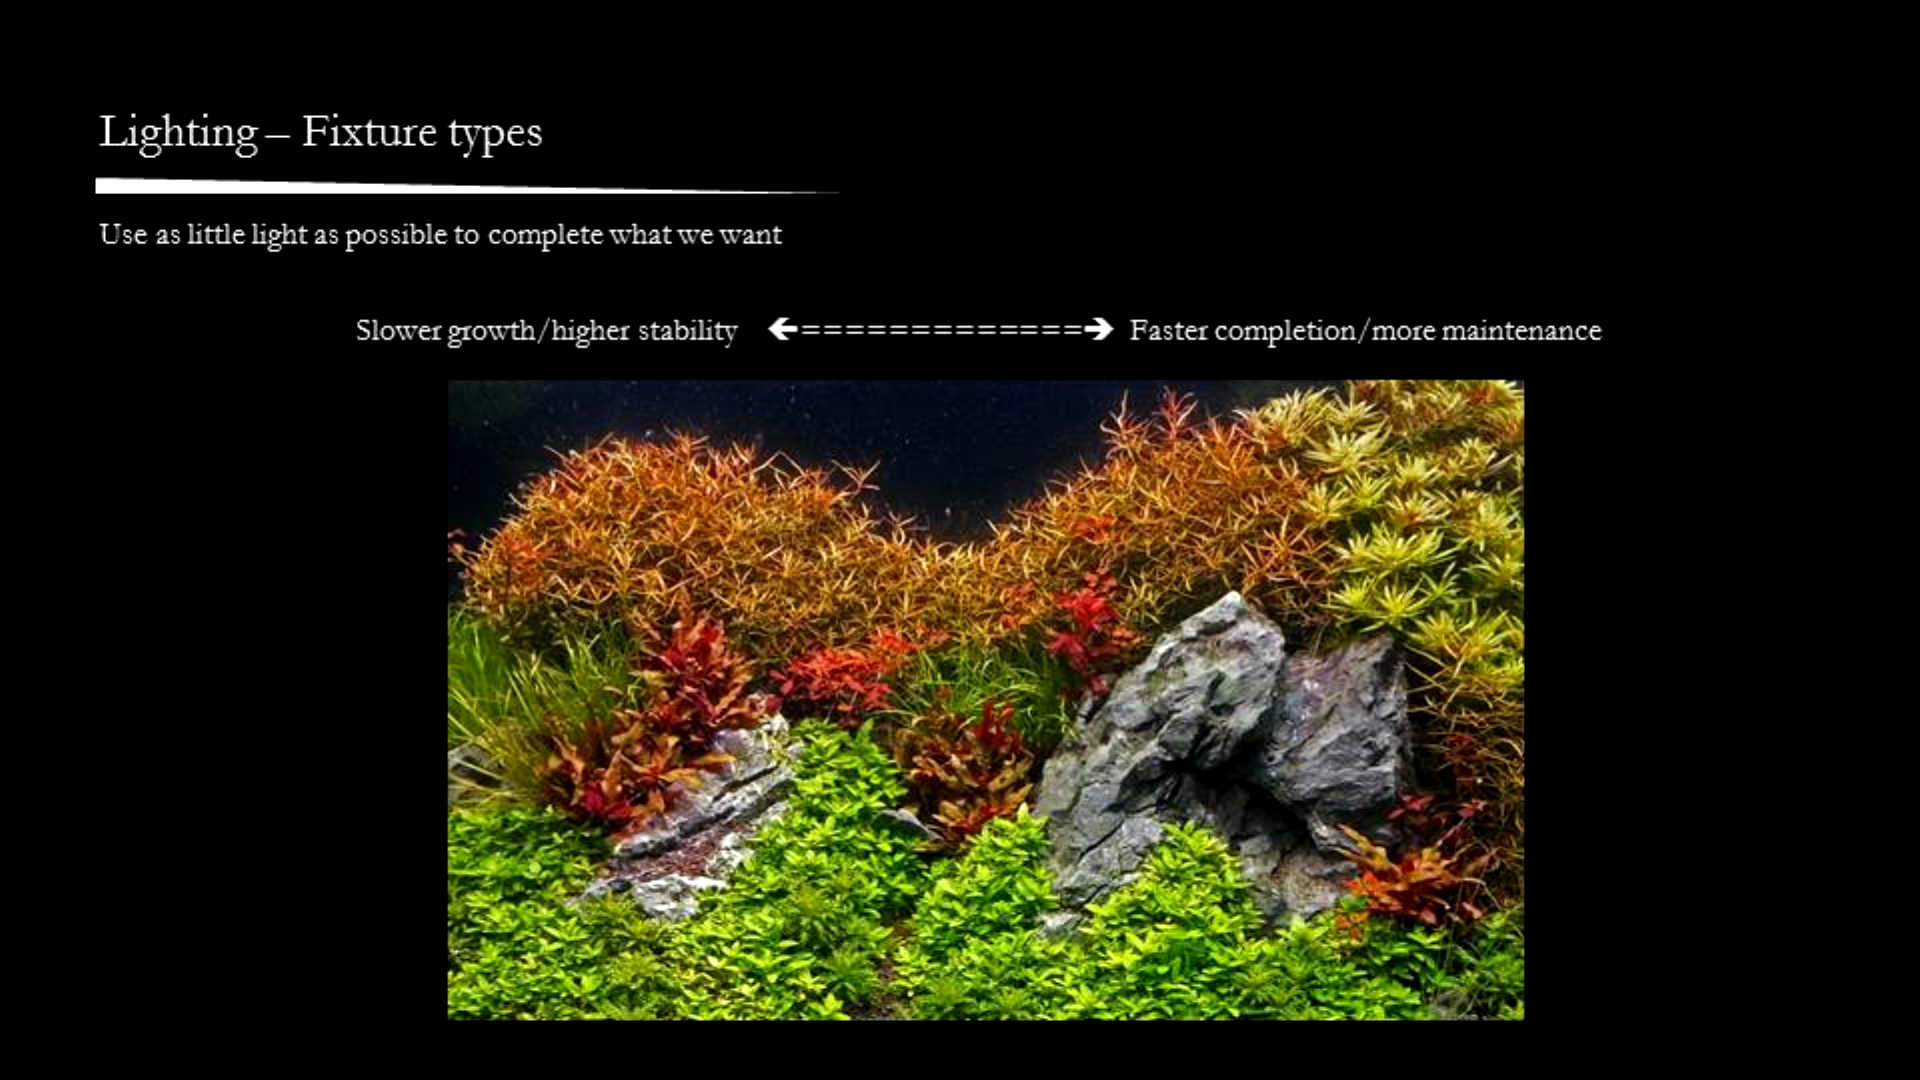 Lighting – Fixture types
Use as little light as possible to complete what we want
Slower growth/higher stability 🡸=============🡺 Faster completion/more maintenance